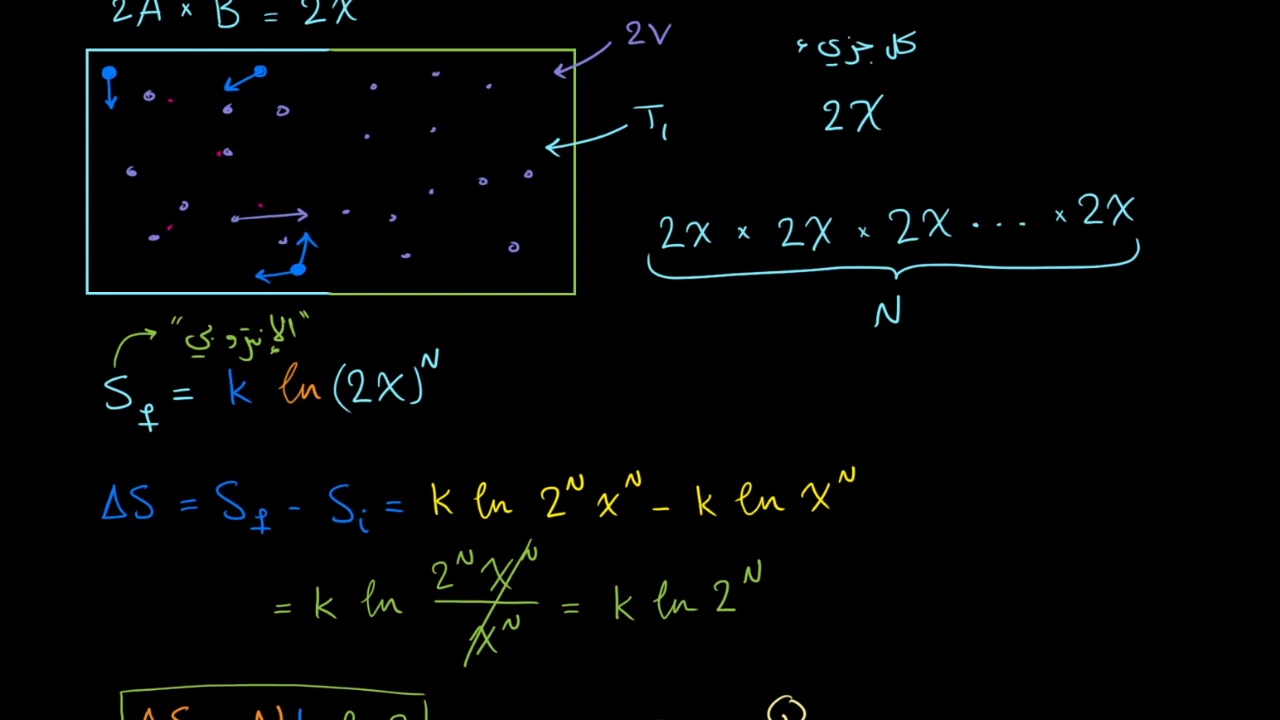 2A × B = 2X
2V
T₁
كل جزيء
2X
2X × 2X × 2X ... × 2X
N
"الإنتروبي"
S_f = k ln (2X)^N
ΔS = S_f - S_i = k ln 2^N X^N - k ln X^N
= k ln (2^N X^N / X^N) = k ln 2^N